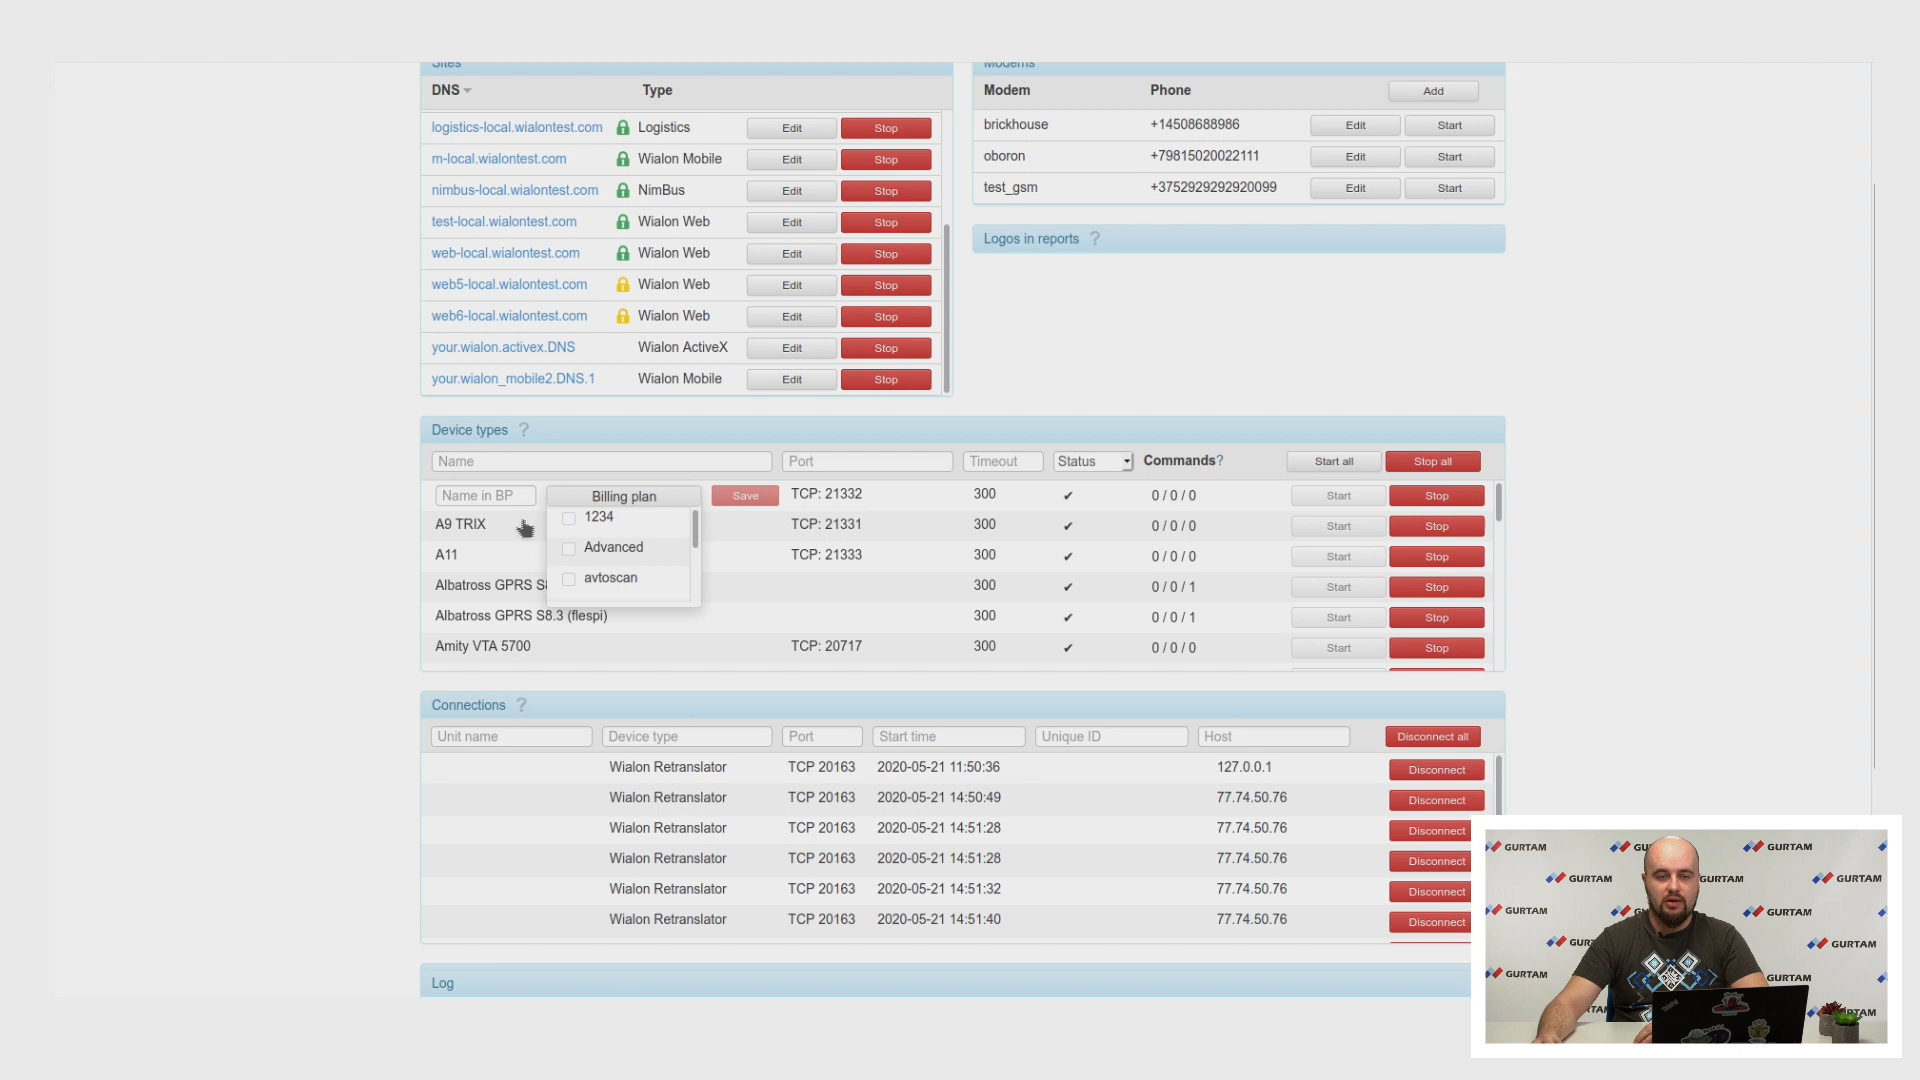 Sites
DNS Type
logistics-local.wialontest.com Logistics Edit Stop
m-local.wialontest.com Wialon Mobile Edit Stop
nimbus-local.wialontest.com NimBus Edit Stop
test-local.wialontest.com Wialon Web Edit Stop
web-local.wialontest.com Wialon Web Edit Stop
web5-local.wialontest.com Wialon Web Edit Stop
web6-local.wialontest.com Wialon Web Edit Stop
your.wialon.activex.DNS Wialon ActiveX Edit Stop
your.wialon_mobile2.DNS.1 Wialon Mobile Edit Stop
Modems
Modem Phone Add
brickhouse +14508688986 Edit Start
oboron +79815020022111 Edit Start
test_gsm +3752929292920099 Edit Start
Logos in reports ?
Device types ?
Name Port Timeout Status Commands? Start all Stop all
Name in BP Billing plan Save TCP: 21332 300 ✔ 0 / 0 / 0 Start Stop
1234
Advanced
avtoscan
A9 TRIX TCP: 21331 300 ✔ 0 / 0 / 0 Start Stop
A11 TCP: 21333 300 ✔ 0 / 0 / 0 Start Stop
Albatross GPRS 300 ✔ 0 / 0 / 1 Start Stop
Albatross GPRS S8.3 (flespi) 300 ✔ 0 / 0 / 1 Start Stop
Amity VTA 5700 TCP: 20717 300 ✔ 0 / 0 / 0 Start Stop
Connections ?
Unit name Device type Port Start time Unique ID Host Disconnect all
Wialon Retranslator TCP 20163 2020-05-21 11:50:36 127.0.0.1 Disconnect
Wialon Retranslator TCP 20163 2020-05-21 14:50:49 77.74.50.76 Disconnect
Wialon Retranslator TCP 20163 2020-05-21 14:51:28 77.74.50.76 Disconnect
Wialon Retranslator TCP 20163 2020-05-21 14:51:28 77.74.50.76 Disconnect
Wialon Retranslator TCP 20163 2020-05-21 14:51:32 77.74.50.76 Disconnect
Wialon Retranslator TCP 20163 2020-05-21 14:51:40 77.74.50.76 Disconnect
Log
GURTAM GURTAM
GURTAM GURTAM GURTAM
GURTAM GURTAM
GURTAM
GURTAM GURTAM